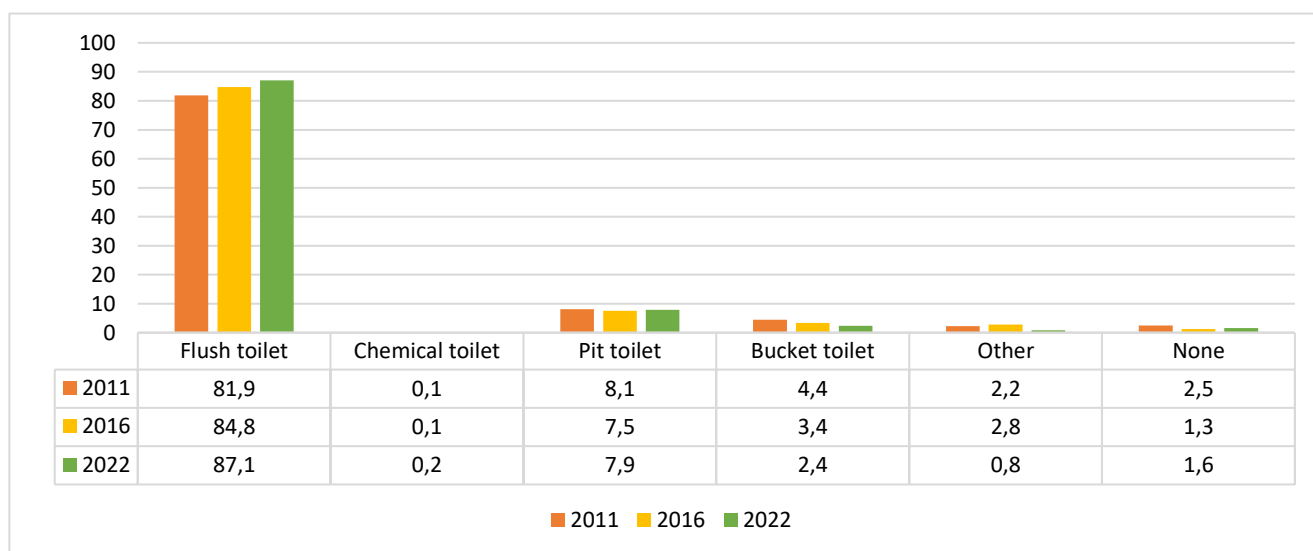 100
90
80
70
60
50
40
30
20
10
0
Flush toilet Chemical toilet Pit toilet Bucket toilet Other None
2011 81,9 0,1 8,1 4,4 2,2 2,5
2016 84,8 0,1 7,5 3,4 2,8 1,3
2022 87,1 0,2 7,9 2,4 0,8 1,6
2011 2016 2022